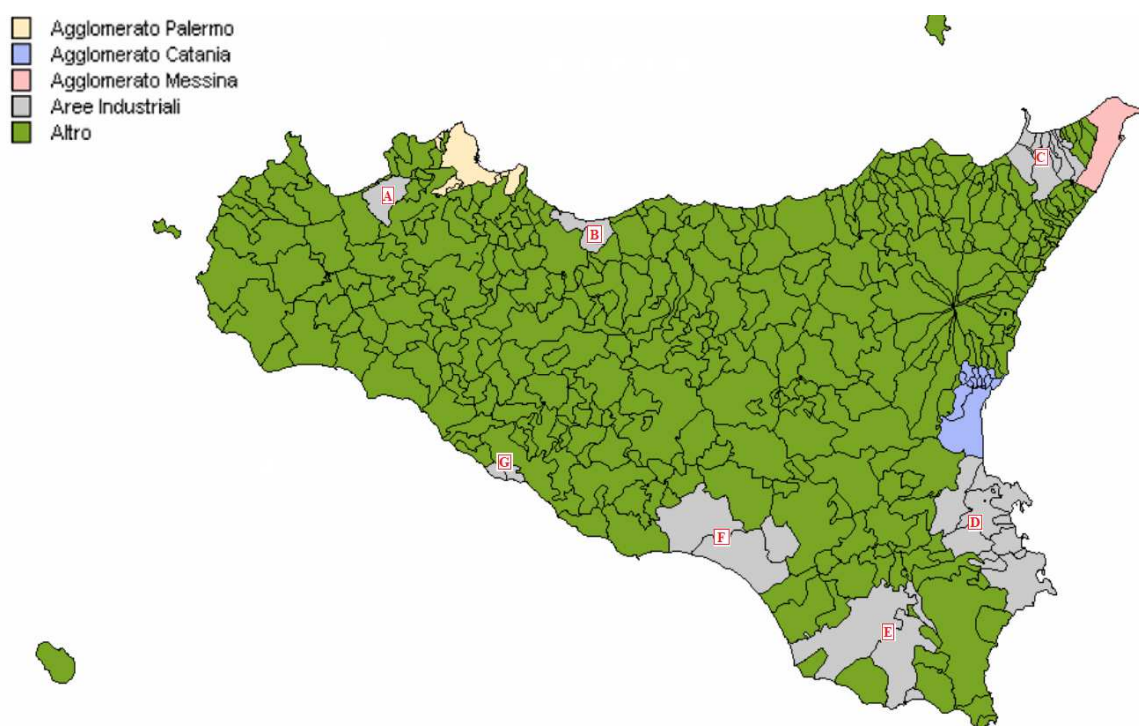 Agglomerato Palermo
Agglomerato Catania
Agglomerato Messina
Aree Industriali
Altro
A
B
C
D
E
F
G